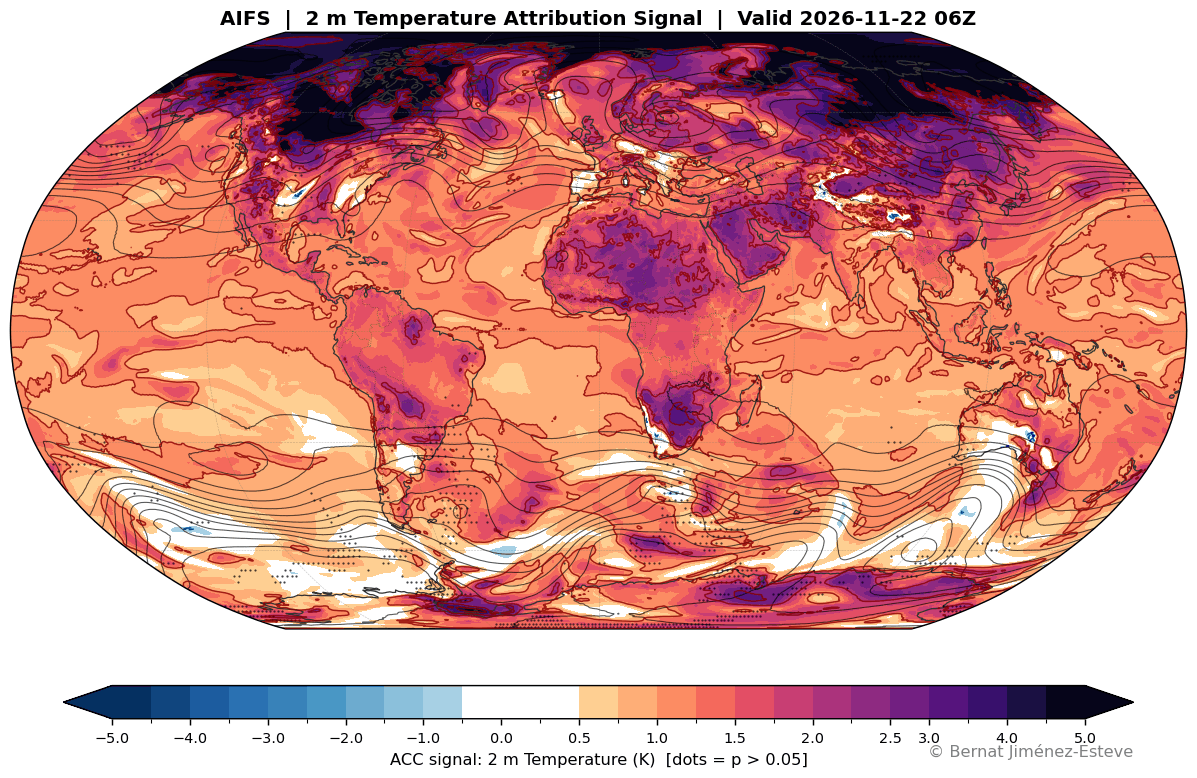 AIFS | 2 m Temperature Attribution Signal | Valid 2026-11-22 06Z
−5.0 −4.0 −3.0 −2.0 −1.0 0.0 0.5 1.0 1.5 2.0 2.5 3.0 4.0 5.0
© Bernat Jiménez-Esteve
ACC signal: 2 m Temperature (K) [dots = p > 0.05]